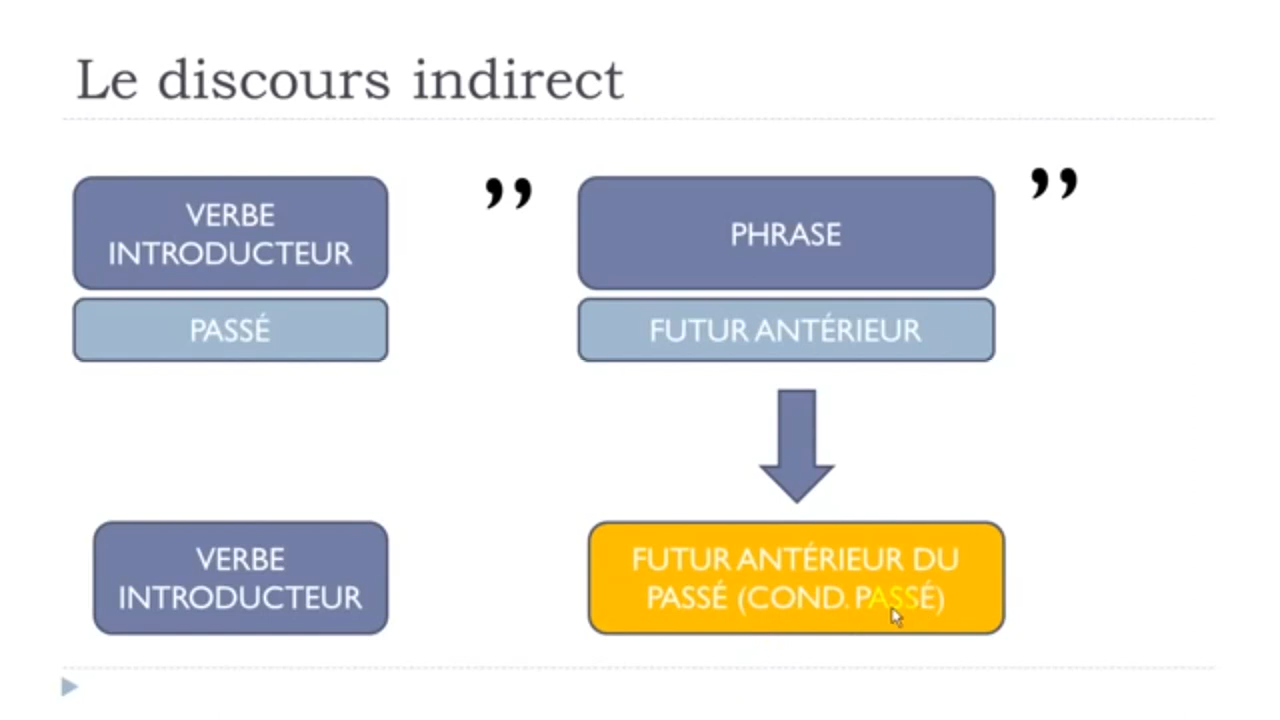 Le discours indirect
VERBE
INTRODUCTEUR
”
PHRASE
”
PASSÉ
FUTUR ANTÉRIEUR
VERBE
INTRODUCTEUR
FUTUR ANTÉRIEUR DU
PASSÉ (COND. PASSÉ)